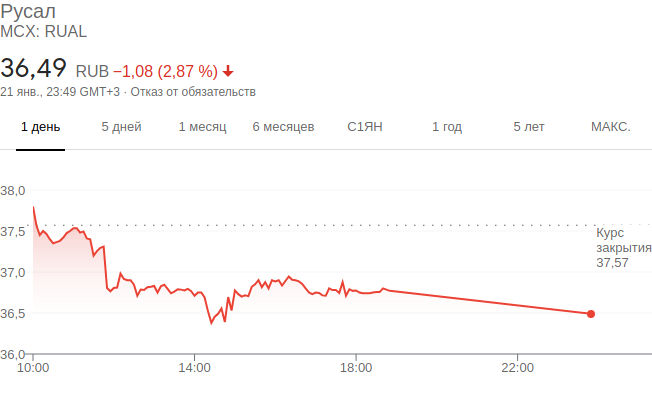 Русал
MCX: RUAL
36,49 RUB −1,08 (2,87 %)
21 янв., 23:49 GMT+3 · Отказ от обязательств
1 день 5 дней 1 месяц 6 месяцев С1ЯН 1 год 5 лет МАКС.
38,0
37,5
Курс
закрытия
37,57
37,0
36,5
36,0
10:00 14:00 18:00 22:00